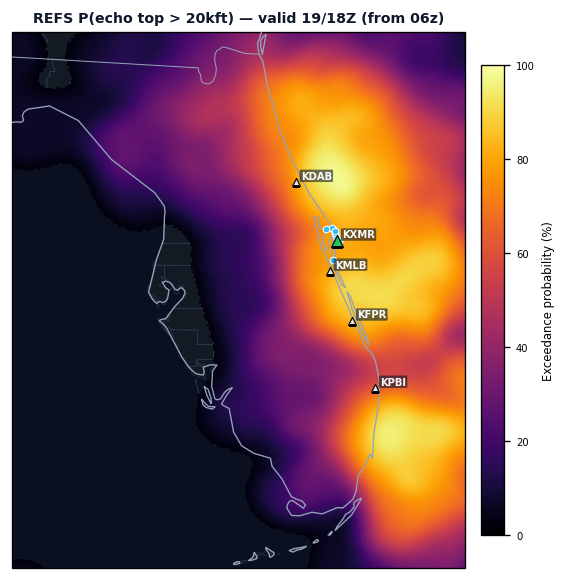 REFS P(echo top > 20kft) — valid 19/18Z (from 06z)
100
80
60
40
20
0
Exceedance probability (%)
KDAB
KXMR
KMLB
KFPR
KPBI